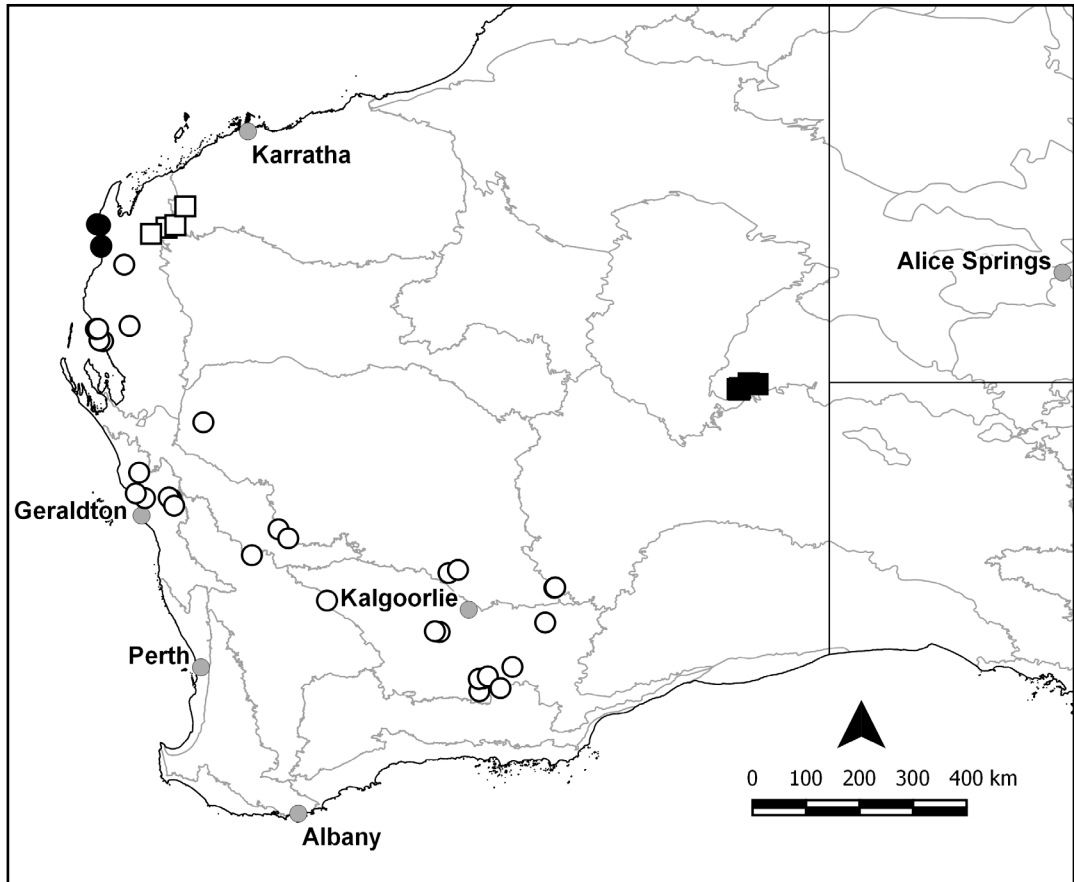 Karratha
Alice Springs
Geraldton
Kalgoorlie
Perth
0 100 200 300 400 km
Albany